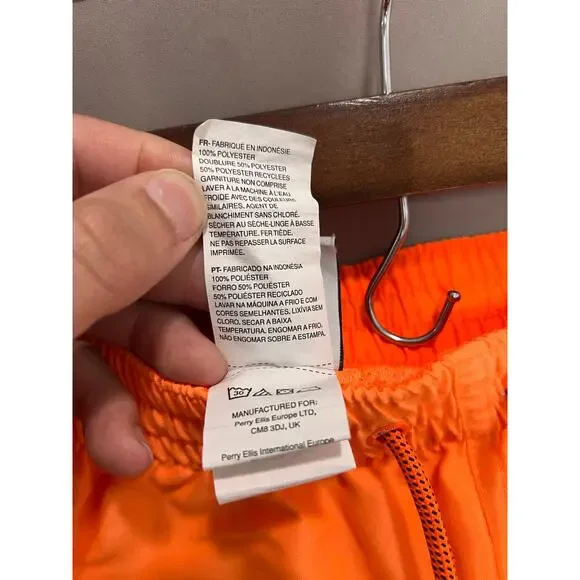 FR- FABRIQUÉ EN INDONÉSIE
100% POLYESTER
DOUBLURE 50% POLYESTER
50% POLYESTER RECYCLÉES
GARNITURE NON COMPRISE
LAVER À LA MACHINE À L'EAU
FROIDE AVEC DES COULEURS
SIMILAIRES, AGENT DE
BLANCHIMENT SANS CHLORÉ.
SÉCHER AU SÈCHE-LINGE À BASSE
TEMPÉRATURE. FER TIÈDE.
NE PAS REPASSER LA SURFACE
IMPRIMÉE.
PT- FABRICADO NA INDONÉSIA
100% POLIÉSTER
FORRO 50% POLIÉSTER
50% POLIÉSTER RECICLADO
LAVAR NA MÁQUINA A FRIO E COM
CORES SEMELHANTES. LIXÍVIA SEM
CLORO, SECAR A BAIXA
TEMPERATURA. ENGOMAR A FRIO.
NÃO ENGOMAR SOBRE A ESTAMPA.
30
MANUFACTURED FOR:
Perry Ellis Europe LTD,
CM8 3DJ, UK
Perry Ellis International Europe